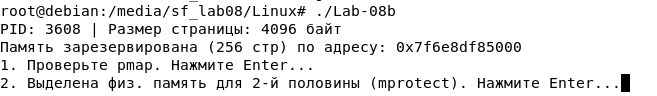 root@debian:/media/sf_lab08/Linux# ./Lab-08b
PID: 3608 | Размер страницы: 4096 байт
Память зарезервирована (256 стр) по адресу: 0x7f6e8df85000
1. Проверьте pmap. Нажмите Enter...
2. Выделена физ. память для 2-й половины (mprotect). Нажмите Enter...